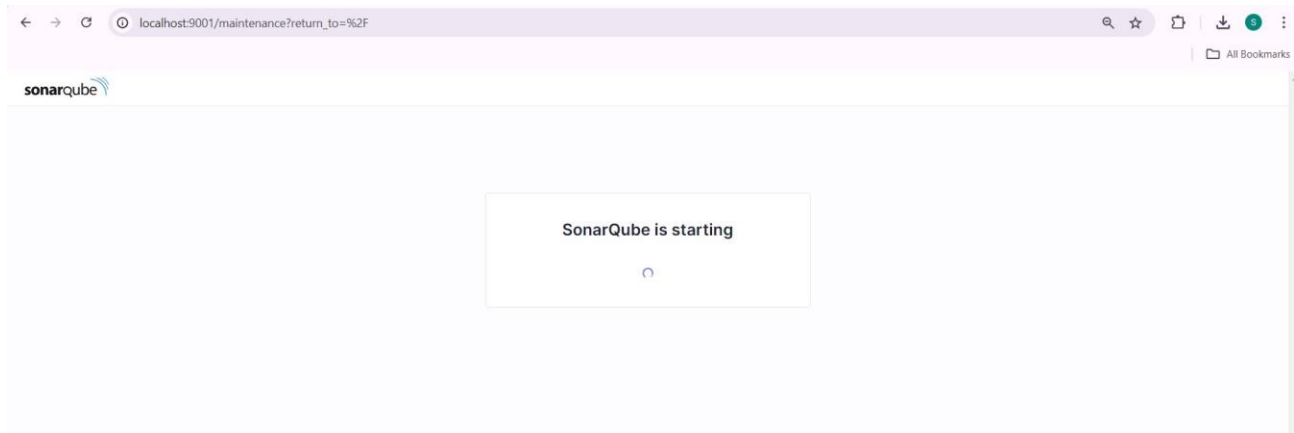 localhost:9001/maintenance?return_to=%2F
S
All Bookmarks
sonarqube
SonarQube is starting